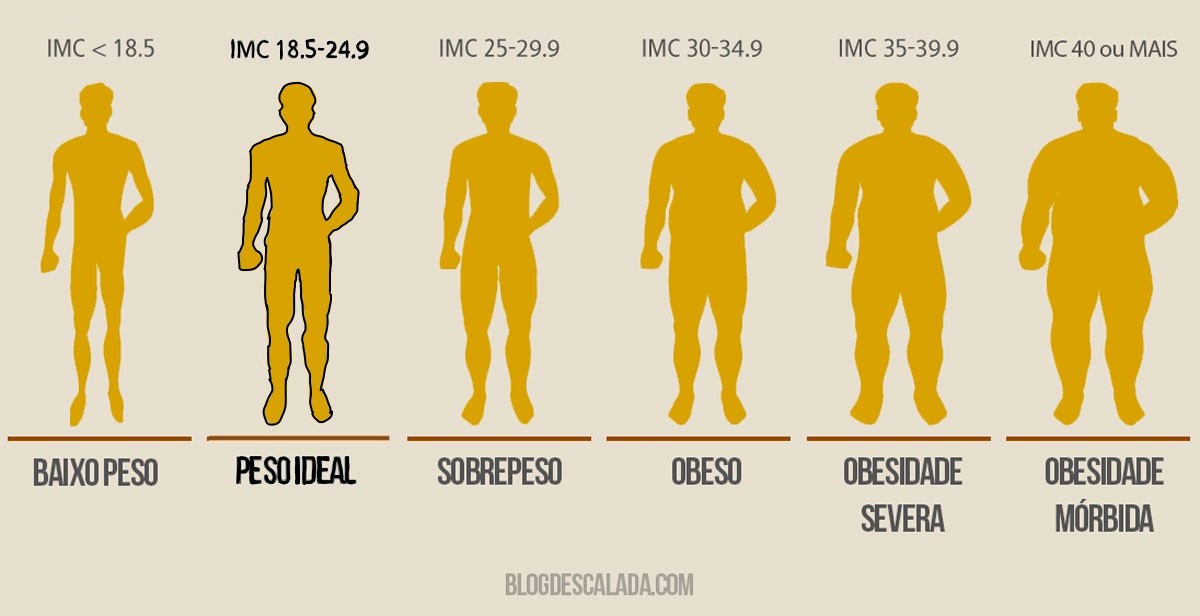 IMC < 18.5
IMC 18.5-24.9
IMC 25-29.9
IMC 30-34.9
IMC 35-39.9
IMC 40 ou MAIS
BAIXO PESO
PESO IDEAL
SOBREPESO
OBESO
OBESIDADE
SEVERA
OBESIDADE
MÓRBIDA
BLOGDESCALADA.COM